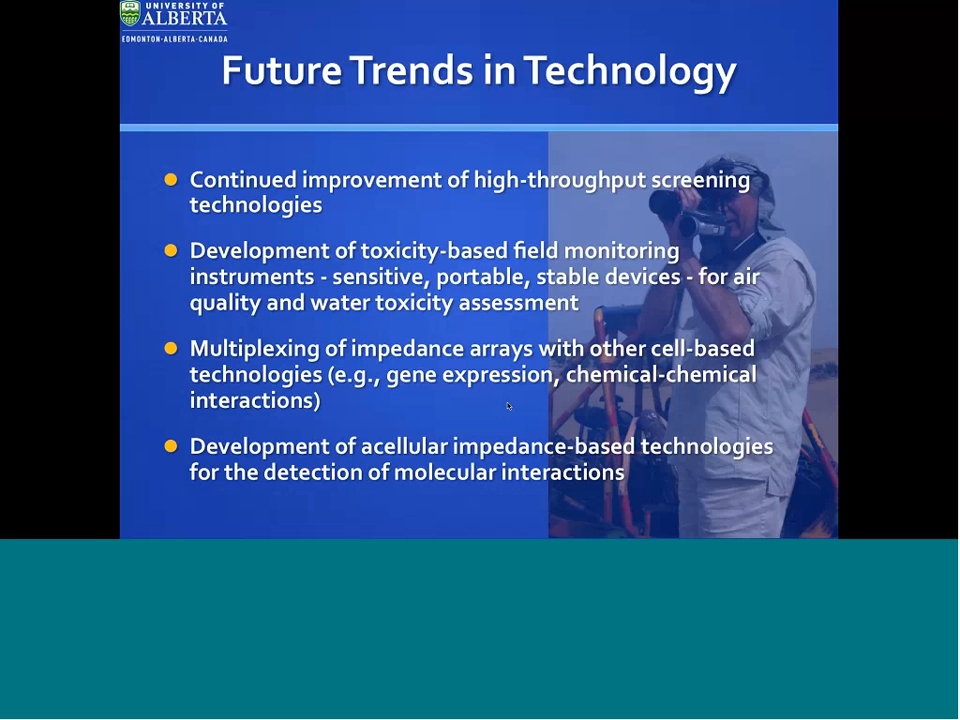 UNIVERSITY OF
ALBERTA
EDMONTON·ALBERTA·CANADA
Future Trends in Technology
Continued improvement of high-throughput screening
technologies
Development of toxicity-based field monitoring
instruments - sensitive, portable, stable devices - for air
quality and water toxicity assessment
Multiplexing of impedance arrays with other cell-based
technologies (e.g., gene expression, chemical-chemical
interactions)
Development of acellular impedance-based technologies
for the detection of molecular interactions